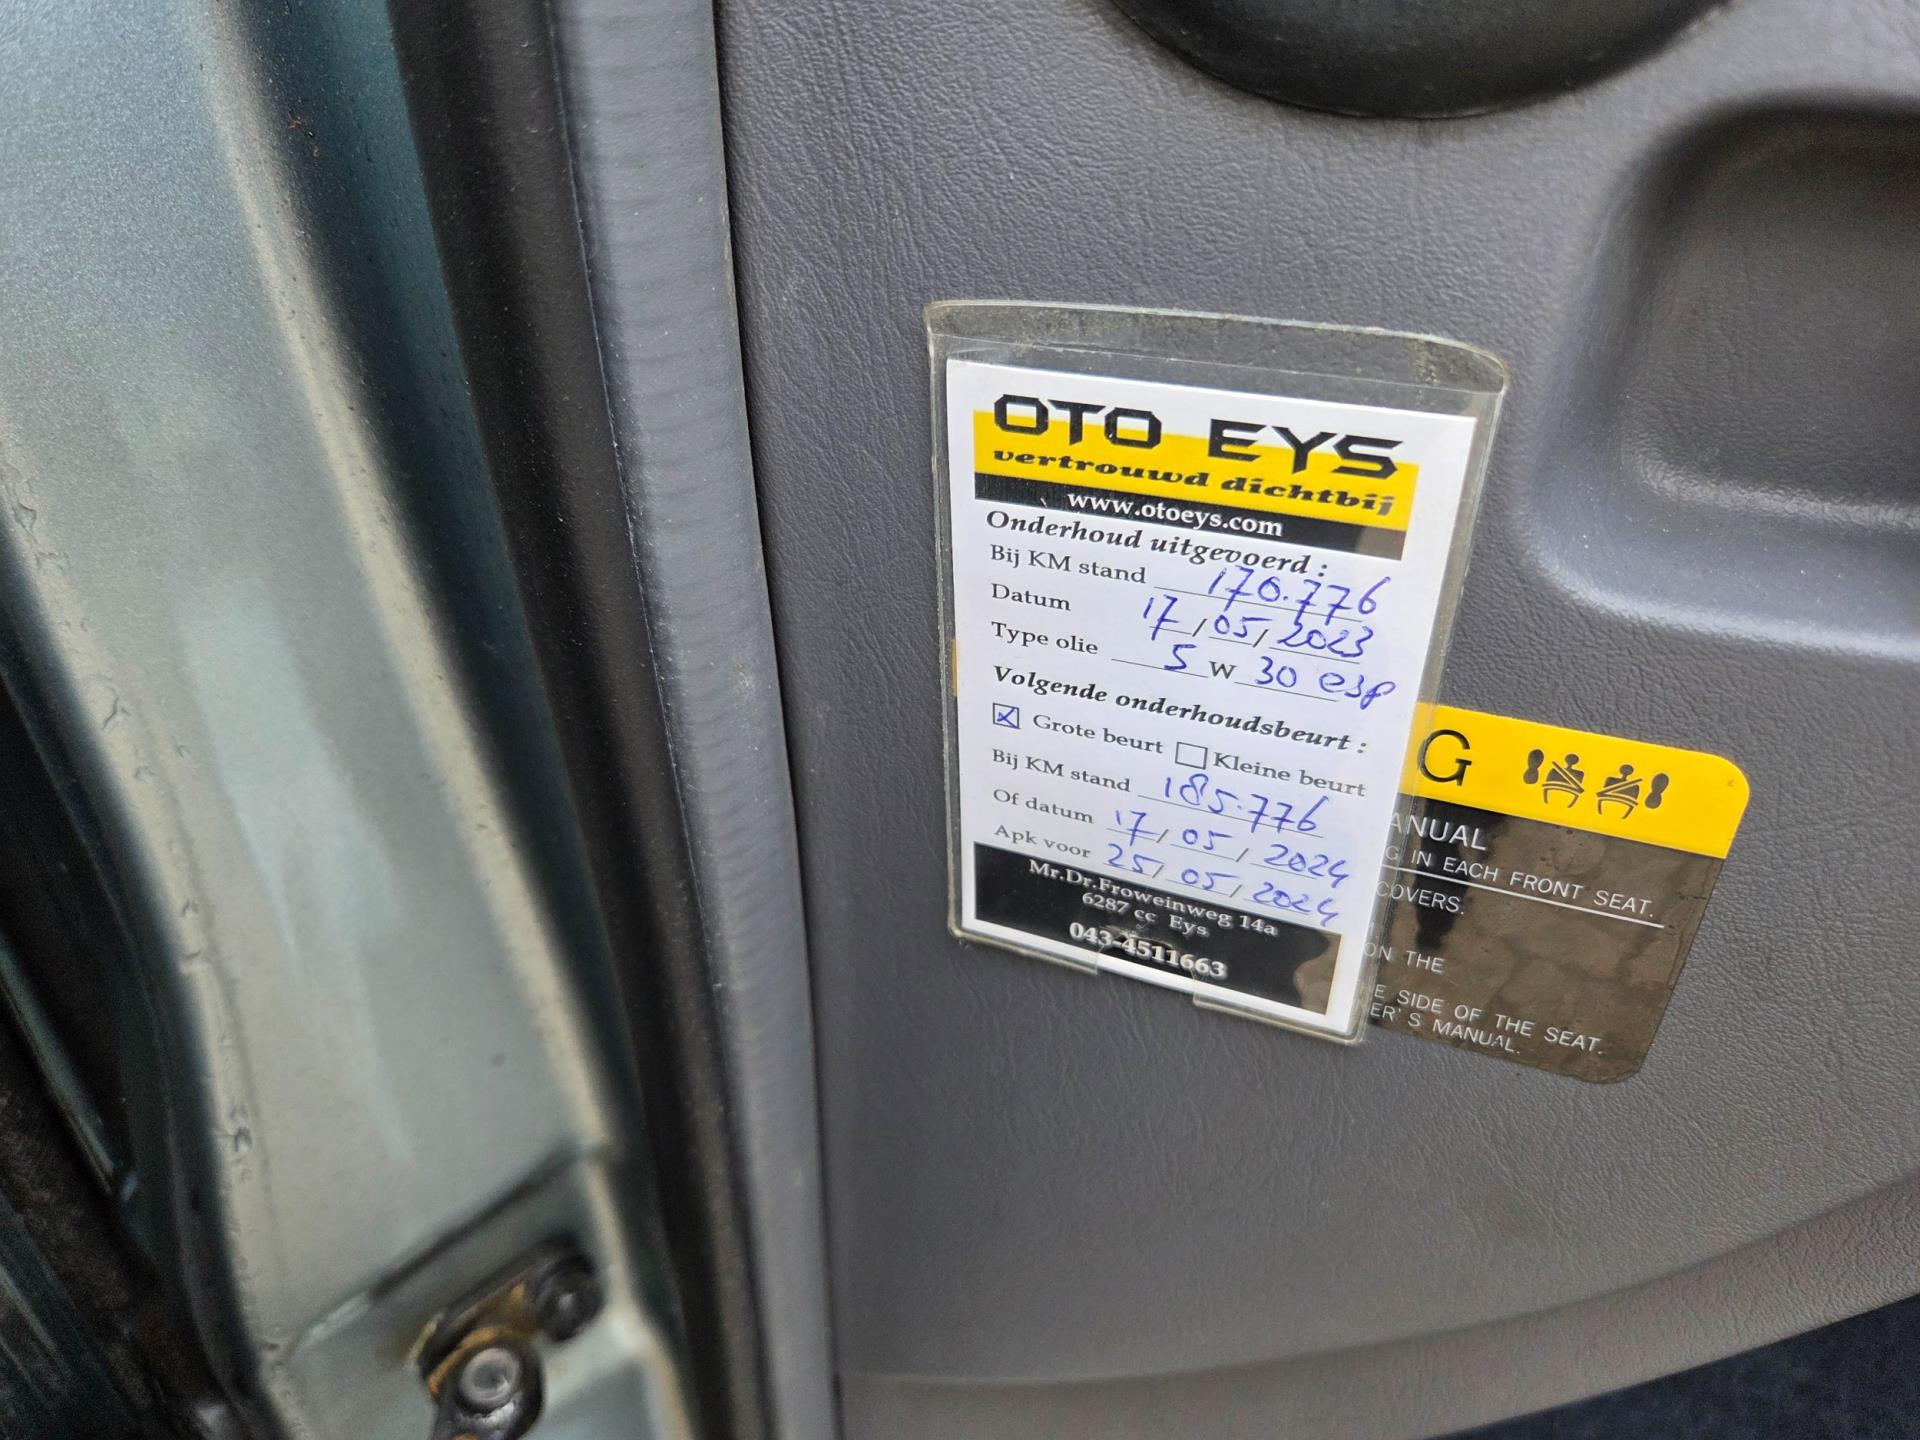 OTO EYS
vertrouwd dichtbij
www.otoeys.com
Onderhoud uitgevoerd :
Bij KM stand 170.776
Datum 17/05/2023
Type olie 5 W 30 esp
Volgende onderhoudsbeurt :
Grote beurt Kleine beurt
Bij KM stand 185.776
Of datum 17/05/2024
Apk voor 25/05/2024
Mr.Dr.Froweinweg 14a
6287 cc Eys
043-4511663
G
ANUAL
G IN EACH FRONT SEAT.
COVERS.
ON THE
E SIDE OF THE SEAT.
ER'S MANUAL.